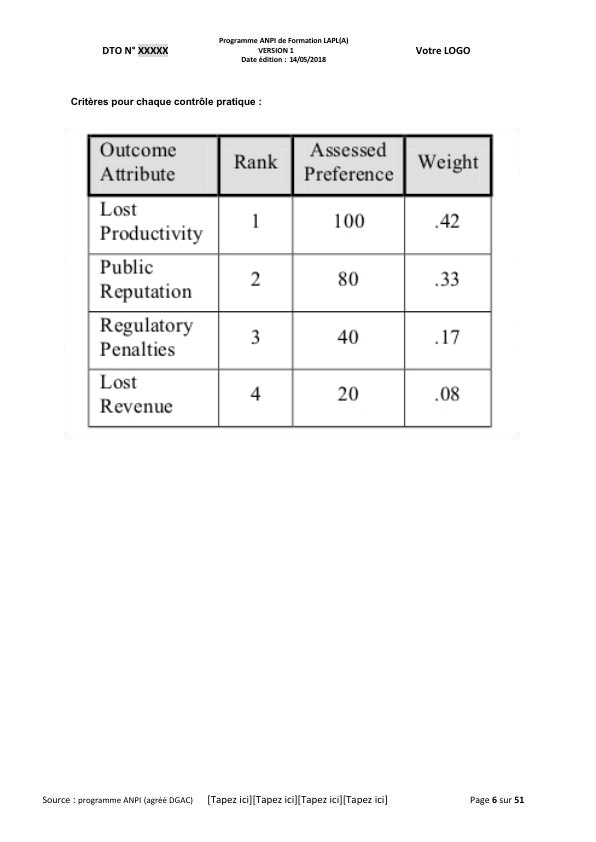 Programme ANPI de Formation LAPL(A)
DTO N° XXXXX VERSION 1 Votre LOGO
Date édition : 14/05/2018
Critères pour chaque contrôle pratique :
Outcome Attribute Rank Assessed Preference Weight
Lost Productivity 1 100 .42
Public Reputation 2 80 .33
Regulatory Penalties 3 40 .17
Lost Revenue 4 20 .08
Source : programme ANPI (agréé DGAC) [Tapez ici][Tapez ici][Tapez ici][Tapez ici] Page 6 sur 51